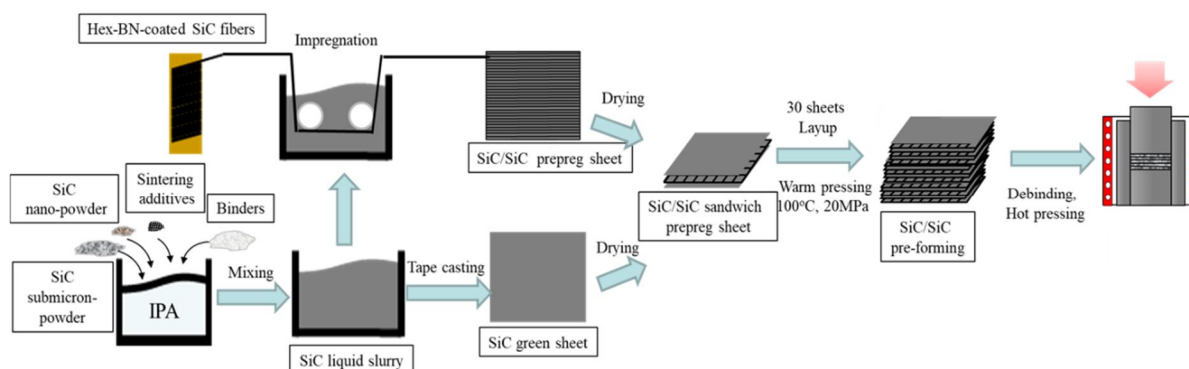 Hex-BN-coated SiC fibers
Impregnation
SiC/SiC prepreg sheet
Drying
SiC
nano-powder
Sintering
additives
Binders
SiC
submicron-
powder
IPA
Mixing
SiC liquid slurry
Tape casting
SiC green sheet
Drying
SiC/SiC sandwich
prepreg sheet
30 sheets
Layup
Warm pressing
100°C, 20MPa
SiC/SiC
pre-forming
Debinding,
Hot pressing